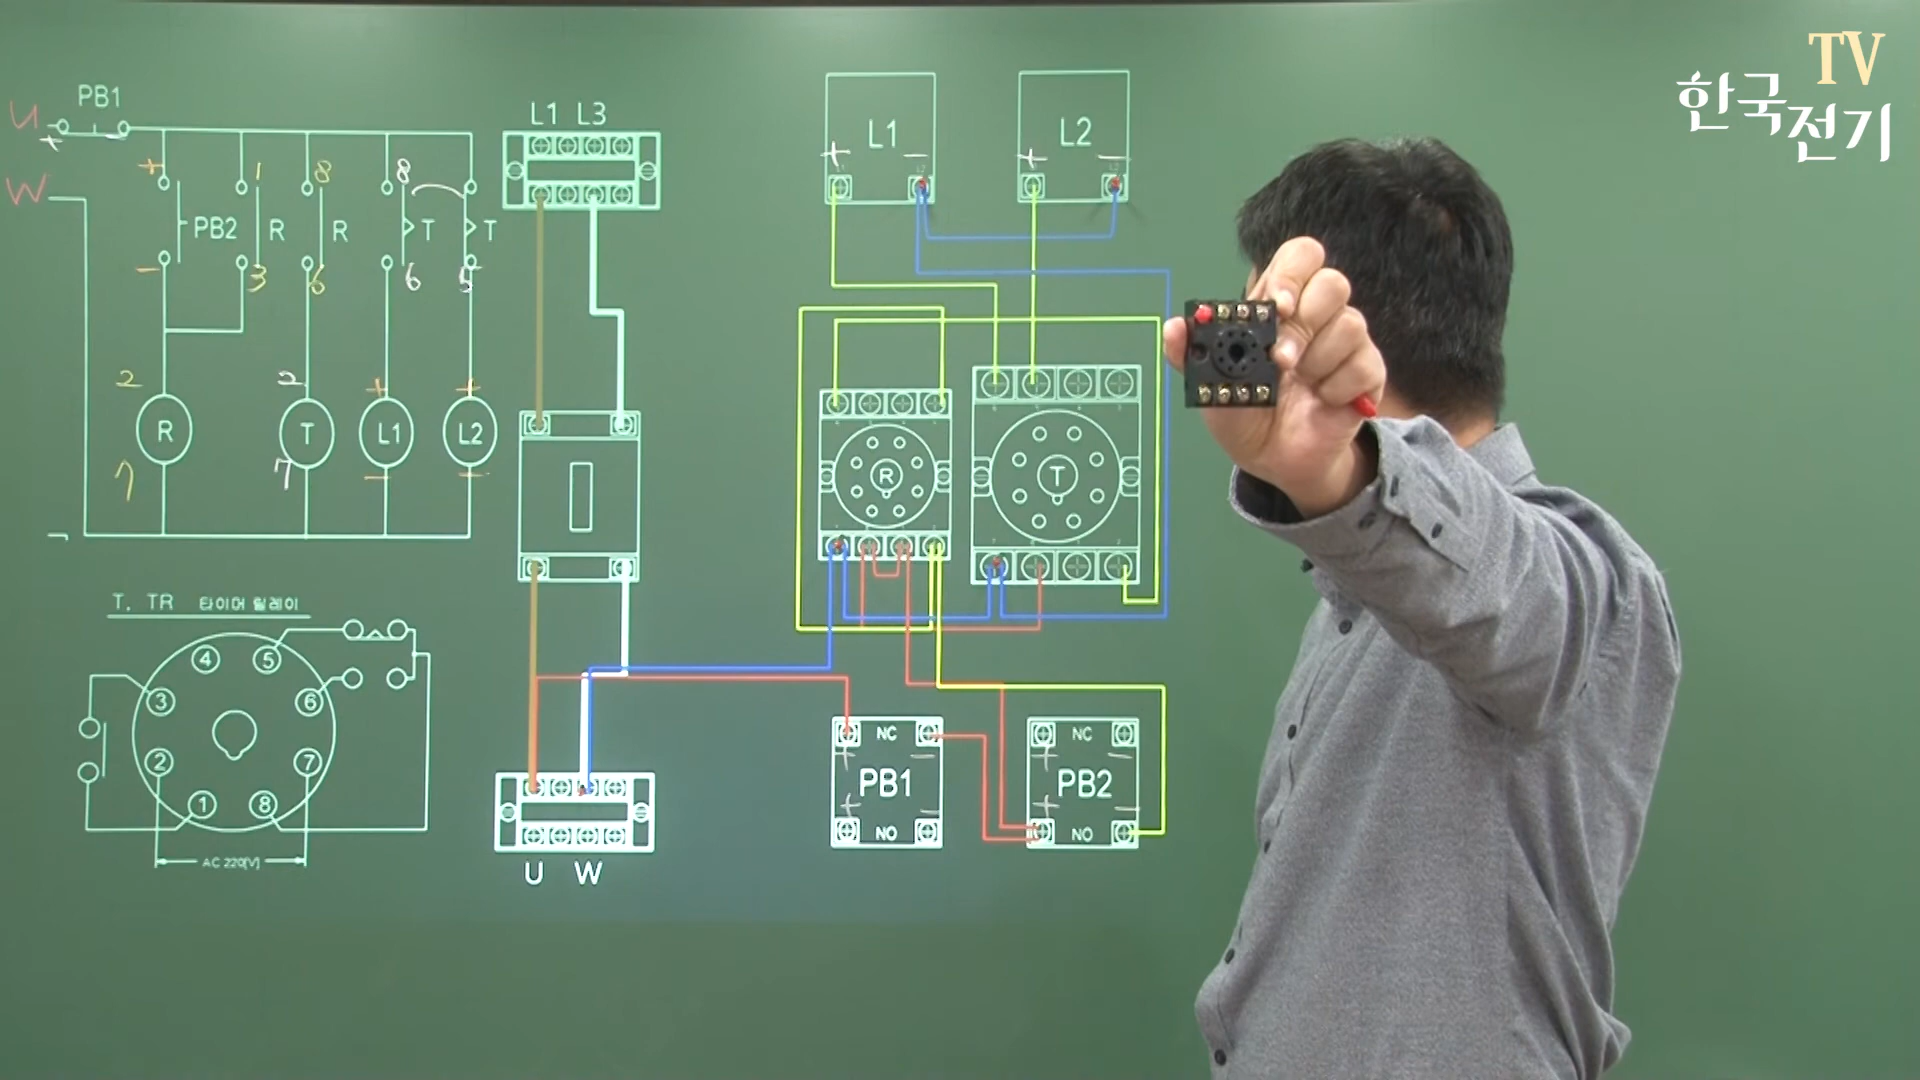 TV
한국전기
PB1
U
+
W
+
1
8
8
PB2
R
R
T
T
-
3
6
6
5
2
2
+
+
R
T
L1
L2
7
7
-
-
L1 L3
U W
T. TR 타이머 릴레이
4
5
3
6
2
7
1
8
AC 220[V]
L1
+ -
L2
+ -
R
T
NC
+ -
PB1
+ -
NO
NC
+ -
PB2
+ -
NO